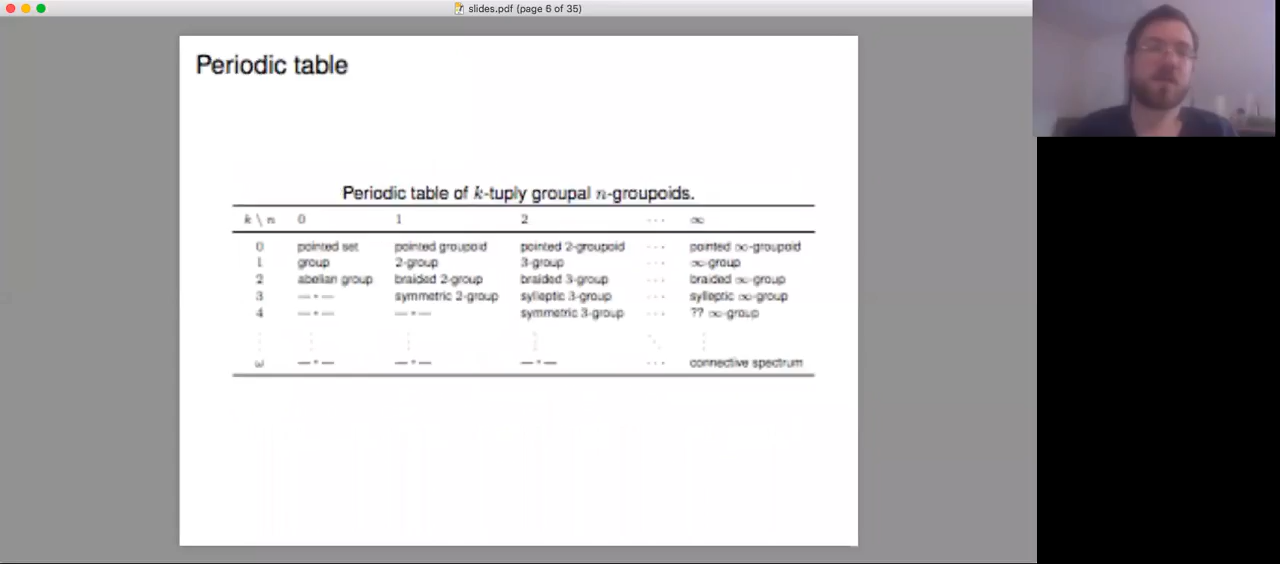 slides.pdf (page 6 of 35)
Periodic table
Periodic table of k-tuply groupal n-groupoids.
k \ n 0 1 2 ··· ∞
0 pointed set pointed groupoid pointed 2-groupoid ··· pointed ∞-groupoid
1 group 2-group 3-group ··· ∞-group
2 abelian group braided 2-group braided 3-group ··· braided ∞-group
3 — " — symmetric 2-group sylleptic 3-group ··· sylleptic ∞-group
4 — " — — " — symmetric 3-group ··· ?? ∞-group
⋮ ⋮ ⋮ ⋮ ⋱ ⋮
ω — " — — " — — " — ··· connective spectrum